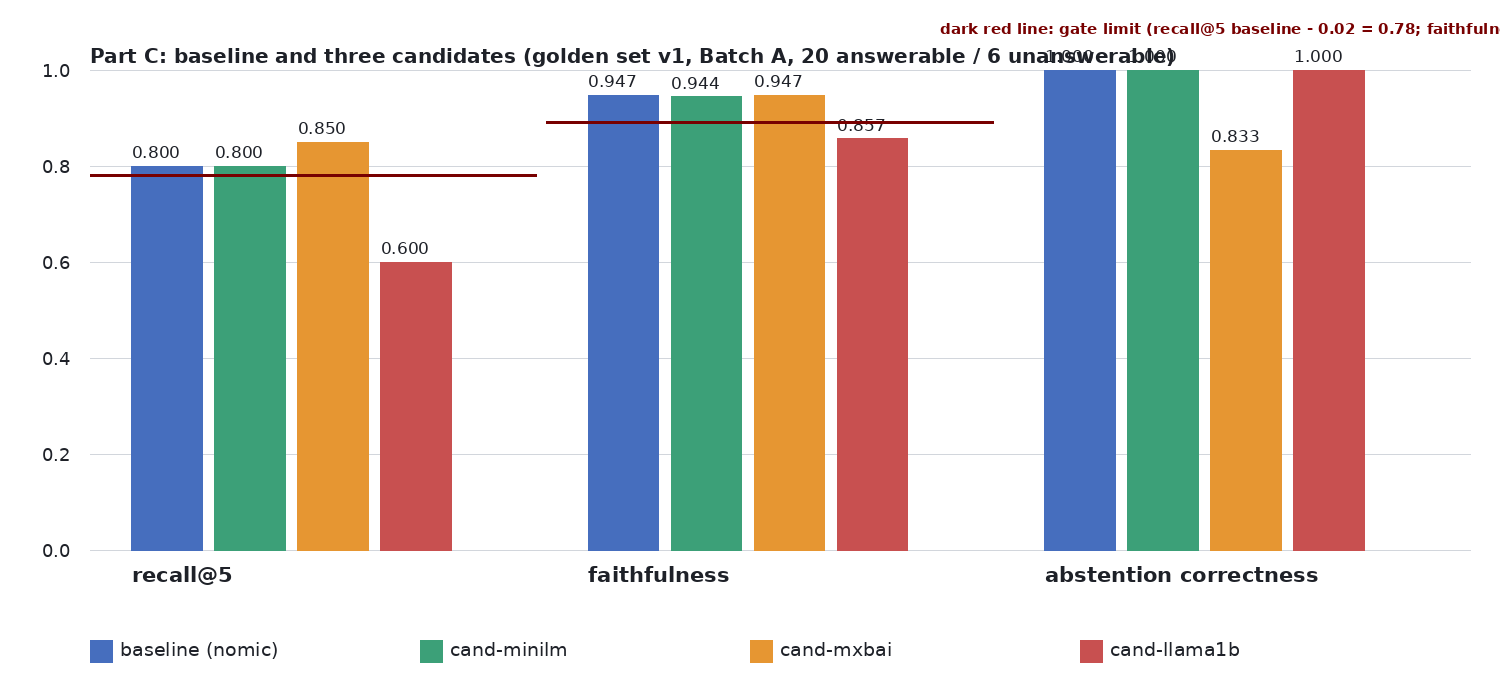 dark red line: gate limit (recall@5 baseline - 0.02 = 0.78; faithfuln
Part C: baseline and three candidates (golden set v1, Batch A, 20 answerable / 6 unanswerable)
1.000 1.000 1.000
1.0
0.947 0.944 0.947
0.857
0.850
0.833
0.800 0.800
0.8
0.600
0.6
0.4
0.2
0.0
recall@5 faithfulness abstention correctness
baseline (nomic) cand-minilm cand-mxbai cand-llama1b